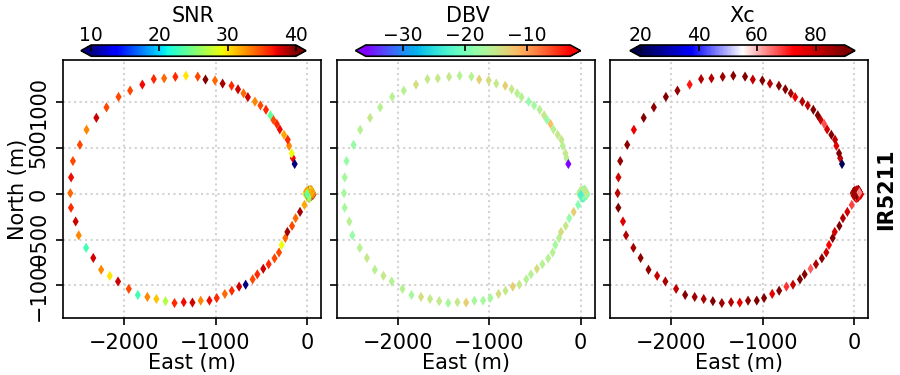 SNR
10 20 30 40
DBV
−30 −20 −10
Xc
20 40 60 80
North (m)
1000
500
0
−500
−1000
−2000 −1000 0
East (m)
−2000 −1000 0
East (m)
−2000 −1000 0
East (m)
IR5211